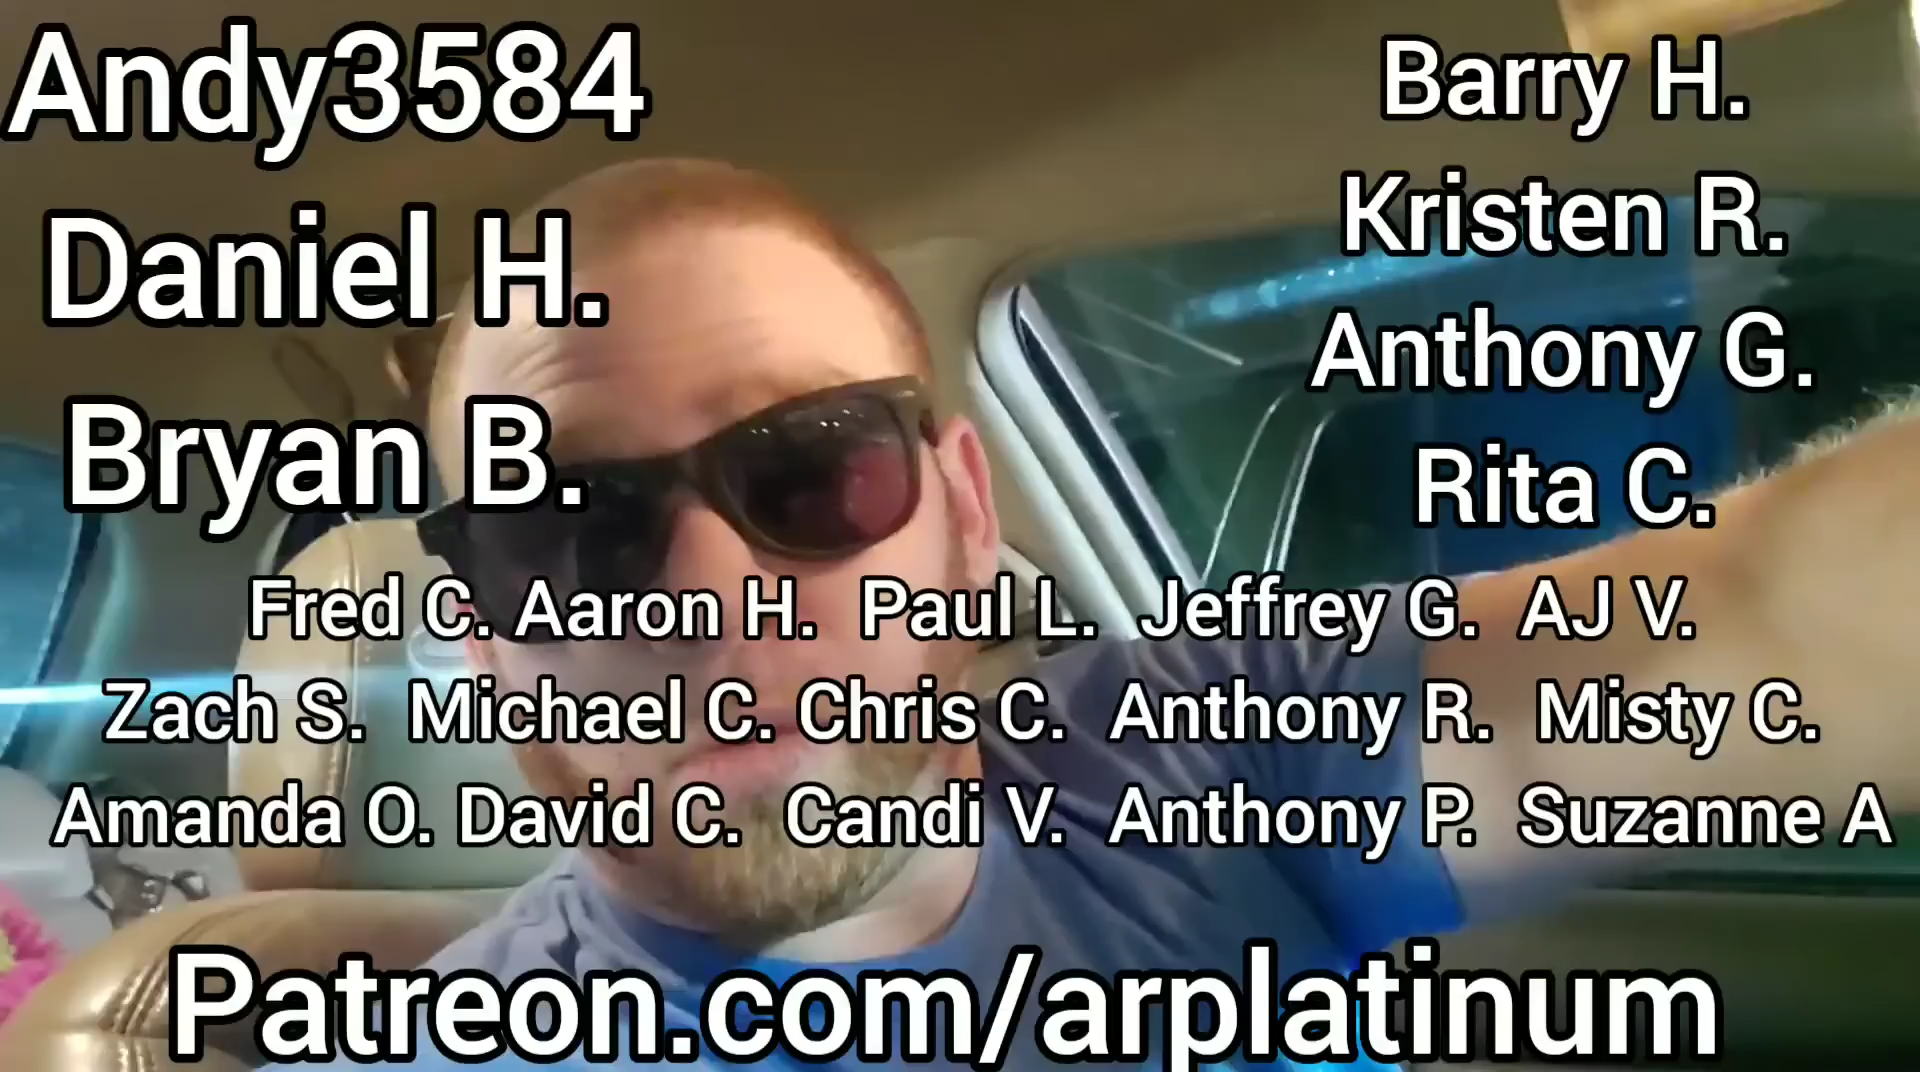 Andy3584
Daniel H.
Bryan B.
Barry H.
Kristen R.
Anthony G.
Rita C.
Fred C. Aaron H. Paul L. Jeffrey G. AJ V.
Zach S. Michael C. Chris C. Anthony R. Misty C.
Amanda O. David C. Candi V. Anthony P. Suzanne A
Patreon.com/arplatinum